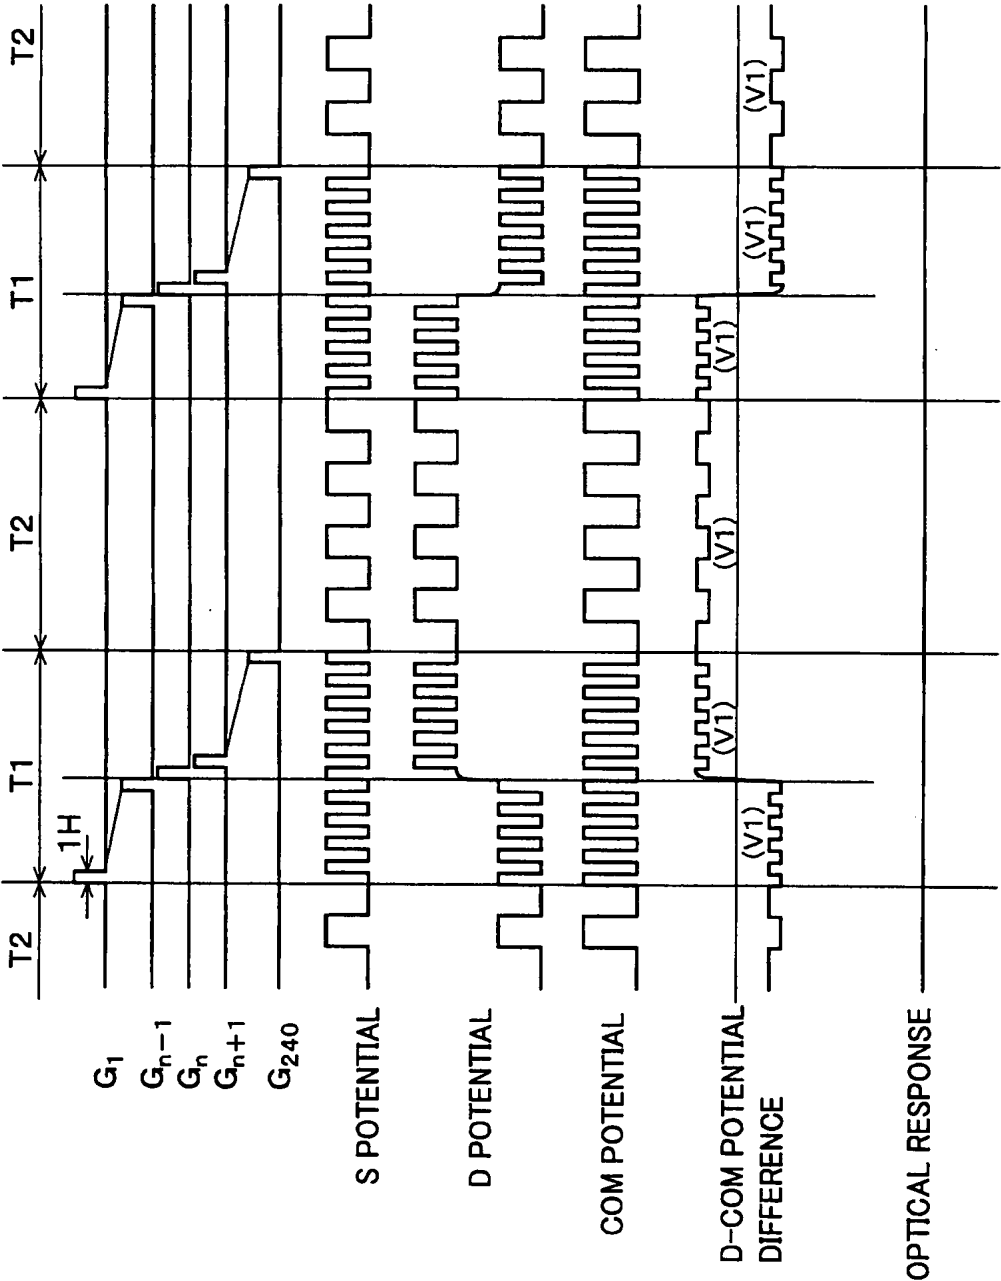 T2
T1
T2
T1
T2
1H
G1
Gn−1
Gn
Gn+1
G240
S POTENTIAL
D POTENTIAL
COM POTENTIAL
D-COM POTENTIAL
DIFFERENCE
(V1)
(V1)
(V1)
(V1)
(V1)
(V1)
OPTICAL RESPONSE